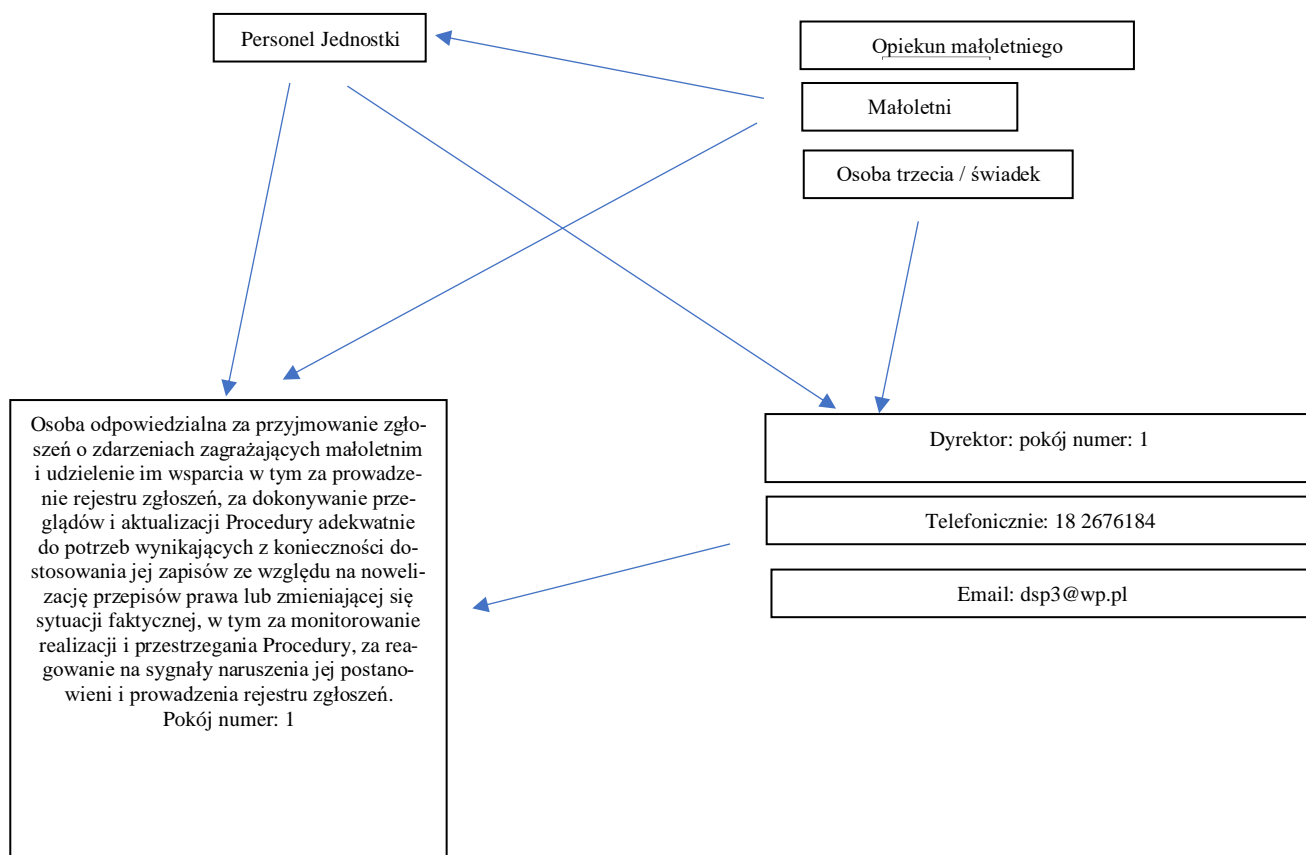 Personel Jednostki
Opiekun małoletniego
Małoletni
Osoba trzecia / świadek
Osoba odpowiedzialna za przyjmowanie zgło-
szeń o zdarzeniach zagrażających małoletnim
i udzielenie im wsparcia w tym za prowadze-
nie rejestru zgłoszeń, za dokonywanie prze-
glądów i aktualizacji Procedury adekwatnie
do potrzeb wynikających z konieczności do-
stosowania jej zapisów ze względu na noweli-
zację przepisów prawa lub zmieniającej się
sytuacji faktycznej, w tym za monitorowanie
realizacji i przestrzegania Procedury, za rea-
gowanie na sygnały naruszenia jej postano-
wieni i prowadzenia rejestru zgłoszeń.
Pokój numer: 1
Dyrektor: pokój numer: 1
Telefonicznie: 18 2676184
Email: dsp3@wp.pl